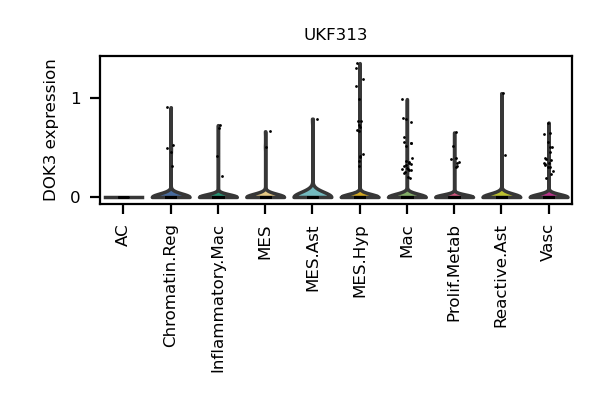 UKF313
DOK3 expression
1
0
AC
Chromatin.Reg
Inflammatory.Mac
MES
MES.Ast
MES.Hyp
Mac
Prolif.Metab
Reactive.Ast
Vasc